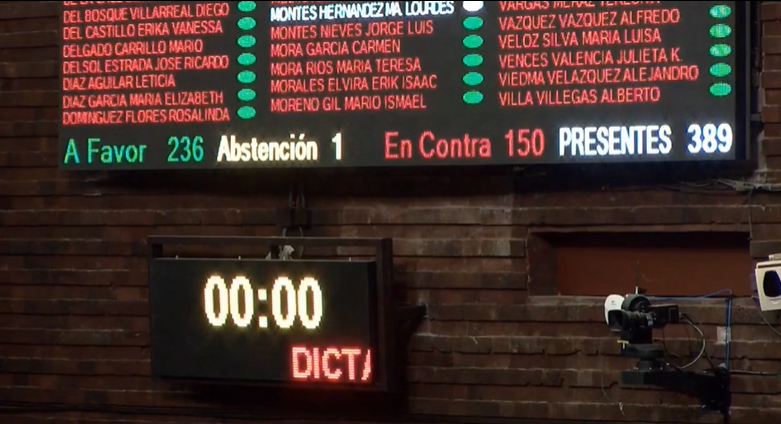 DEL BOSQUE VILLARREAL DIEGO
DEL CASTILLO ERIKA VANESSA
DELGADO CARRILLO MARIO
DELSOL ESTRADA JOSE RICARDO
DIAZ AGUILAR LETICIA
DIAZ GARCIA MARIA ELIZABETH
DOMINGUEZ FLORES ROSALINDA
MONTES HERNANDEZ MA. LOURDES
MONTES NIEVES JORGE LUIS
MORA GARCIA CARMEN
MORA RIOS MARIA TERESA
MORALES ELVIRA ERIK ISAAC
MORENO GIL MARIO ISMAEL
VARGAS MERAZ
VAZQUEZ VAZQUEZ ALFREDO
VELOZ SILVA MARIA LUISA
VENCES VALENCIA JULIETA K.
VIEDMA VELAZQUEZ ALEJANDRO
VILLA VILLEGAS ALBERTO
A Favor 236 Abstención 1 En Contra 150 PRESENTES 389
00:00
DICTA